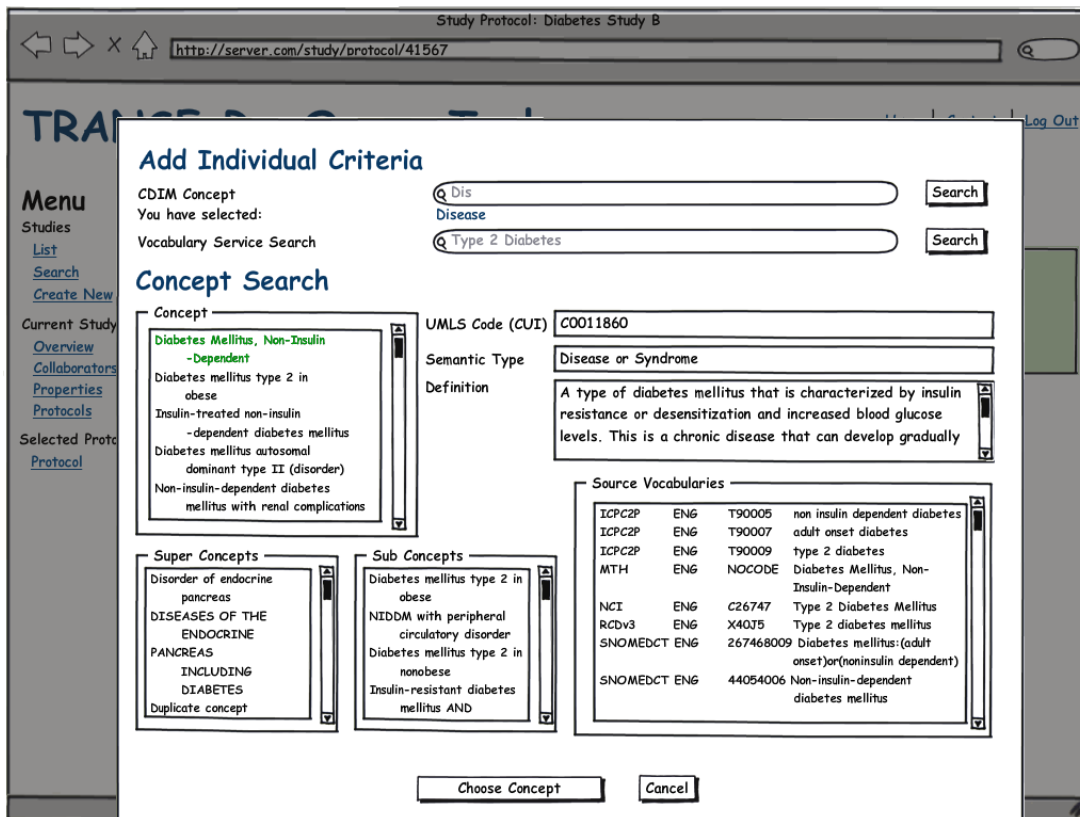 Study Protocol: Diabetes Study B
http://server.com/study/protocol/41567
Log Out
Menu
Studies
List
Search
Create New
Current Study
Overview
Collaborators
Properties
Protocols
Selected
Protocol
Add Individual Criteria
CDIM Concept
Dis
Search
You have selected:
Disease
Vocabulary Service Search
Type 2 Diabetes
Search
Concept Search
Concept
Diabetes Mellitus, Non-Insulin
-Dependent
Diabetes mellitus type 2 in
obese
Insulin-treated non-insulin
-dependent diabetes mellitus
Diabetes mellitus autosomal
dominant type II (disorder)
Non-insulin-dependent diabetes
mellitus with renal complications
UMLS Code (CUI)
C0011860
Semantic Type
Disease or Syndrome
Definition
A type of diabetes mellitus that is characterized by insulin
resistance or desensitization and increased blood glucose
levels. This is a chronic disease that can develop gradually
Super Concepts
Disorder of endocrine
pancreas
DISEASES OF THE
ENDOCRINE
PANCREAS
INCLUDING
DIABETES
Duplicate concept
Sub Concepts
Diabetes mellitus type 2 in
obese
NIDDM with peripheral
circulatory disorder
Diabetes mellitus type 2 in
nonobese
Insulin-resistant diabetes
mellitus AND
Source Vocabularies
ICPC2P ENG T90005 non insulin dependent diabetes
ICPC2P ENG T90007 adult onset diabetes
ICPC2P ENG T90009 type 2 diabetes
MTH ENG NOCODE Diabetes Mellitus, Non-
Insulin-Dependent
NCI ENG C26747 Type 2 Diabetes Mellitus
RCDv3 ENG X40J5 Type 2 diabetes mellitus
SNOMEDCT ENG 267468009 Diabetes mellitus:(adult
onset)or(noninsulin dependent)
SNOMEDCT ENG 44054006 Non-insulin-dependent
diabetes mellitus
Choose Concept
Cancel